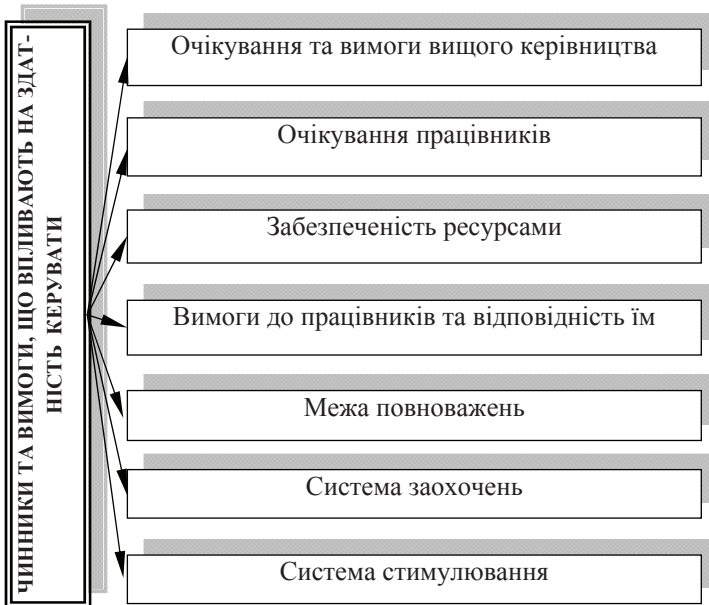 ЧИННИКИ ТА ВИМОГИ, ЩО ВПЛИВАЮТЬ НА ЗДАТ-
НІСТЬ КЕРУВАТИ
Очікування та вимоги вищого керівництва
Очікування працівників
Забезпеченість ресурсами
Вимоги до працівників та відповідність їм
Межа повноважень
Система заохочень
Система стимулювання